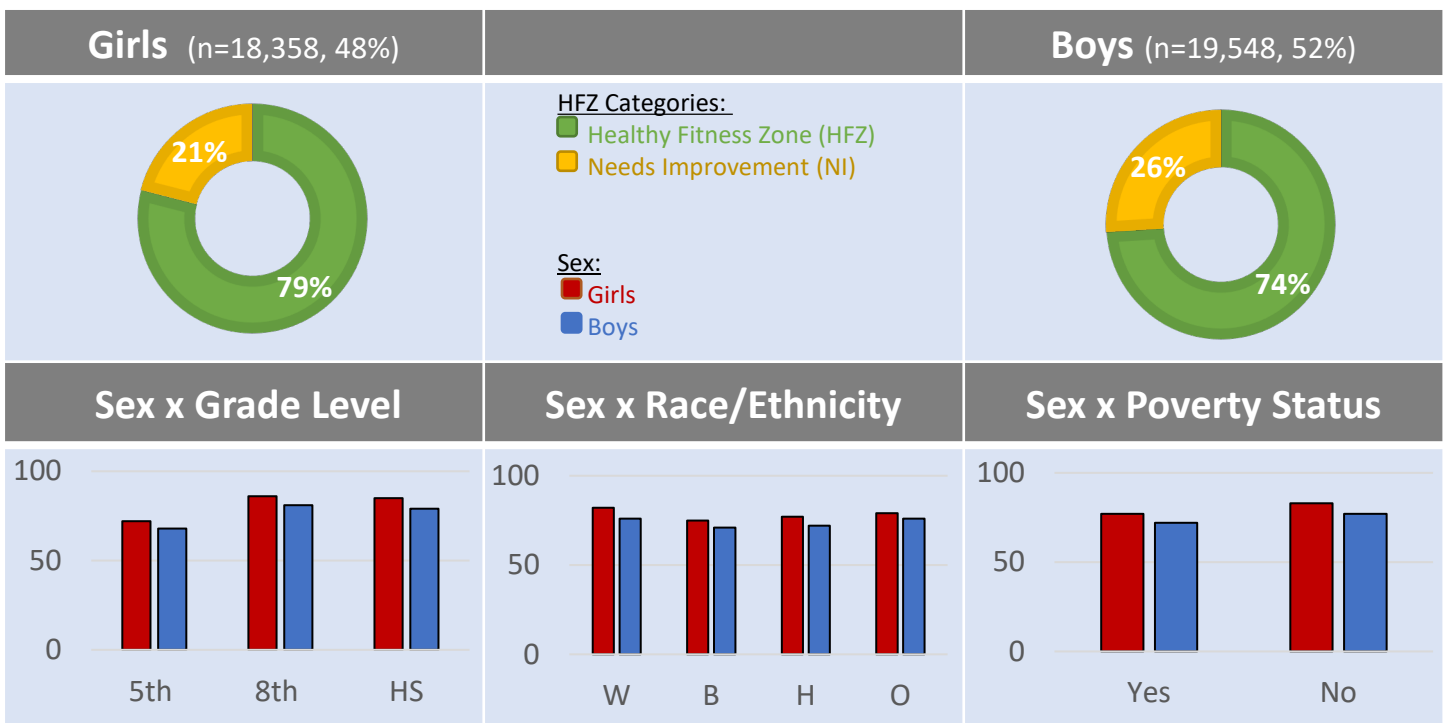 Girls (n=18,358, 48%)
Boys (n=19,548, 52%)
21%
79%
HFZ Categories:
Healthy Fitness Zone (HFZ)
Needs Improvement (NI)
Sex:
Girls
Boys
26%
74%
Sex x Grade Level
Sex x Race/Ethnicity
Sex x Poverty Status
100
50
0
5th 8th HS
100
50
0
W B H O
100
50
0
Yes No